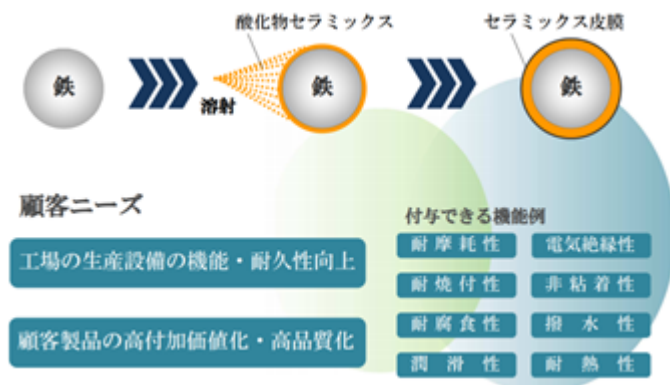 酸化物セラミックス
セラミックス皮膜
鉄
鉄
鉄
溶射
顧客ニーズ
工場の生産設備の機能・耐久性向上
顧客製品の高付加価値化・高品質化
付与できる機能例
耐摩耗性
電気絶縁性
耐焼付性
非粘着性
耐腐食性
撥水性
潤滑性
耐熱性